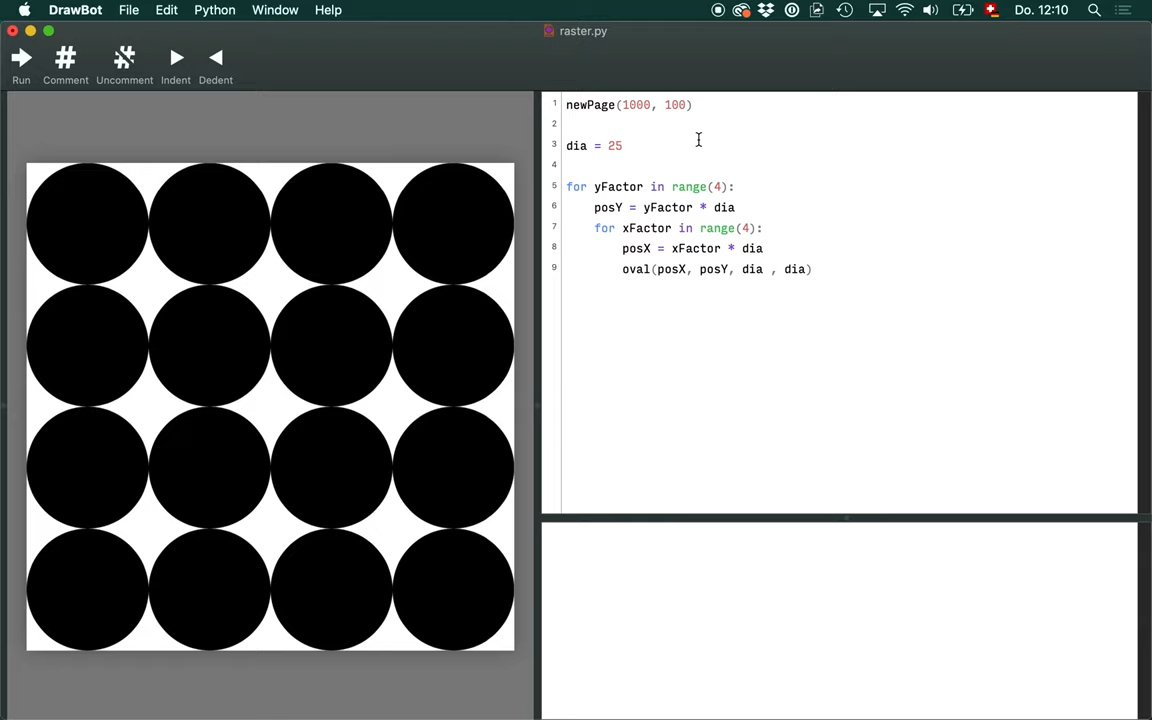 DrawBot File Edit Python Window Help Do. 12:10
raster.py
Run Comment Uncomment Indent Dedent
1 newPage(1000, 100)
2
3 dia = 25
4
5 for yFactor in range(4):
6 posY = yFactor * dia
7 for xFactor in range(4):
8 posX = xFactor * dia
9 oval(posX, posY, dia , dia)